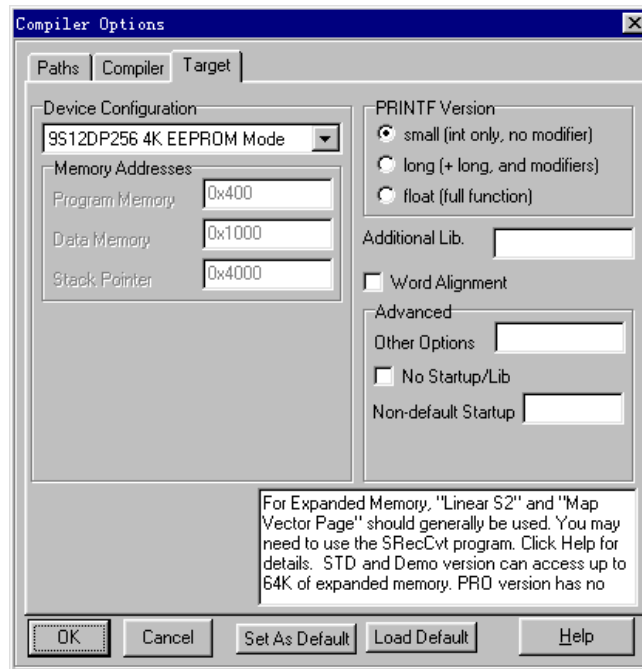 Compiler Options
Paths
Compiler
Target
Device Configuration
9S12DP256 4K EEPROM Mode
Memory Addresses
Program Memory
0x400
Data Memory
0x1000
Stack Pointer
0x4000
PRINTF Version
small (int only, no modifier)
long (+ long, and modifiers)
float (full function)
Additional Lib.
Word Alignment
Advanced
Other Options
No Startup/Lib
Non-default Startup
For Expanded Memory, "Linear S2" and "Map
Vector Page" should generally be used. You may
need to use the SRecCvt program. Click Help for
details.  STD and Demo version can access up to
64K of expanded memory. PRO version has no
OK
Cancel
Set As Default
Load Default
Help